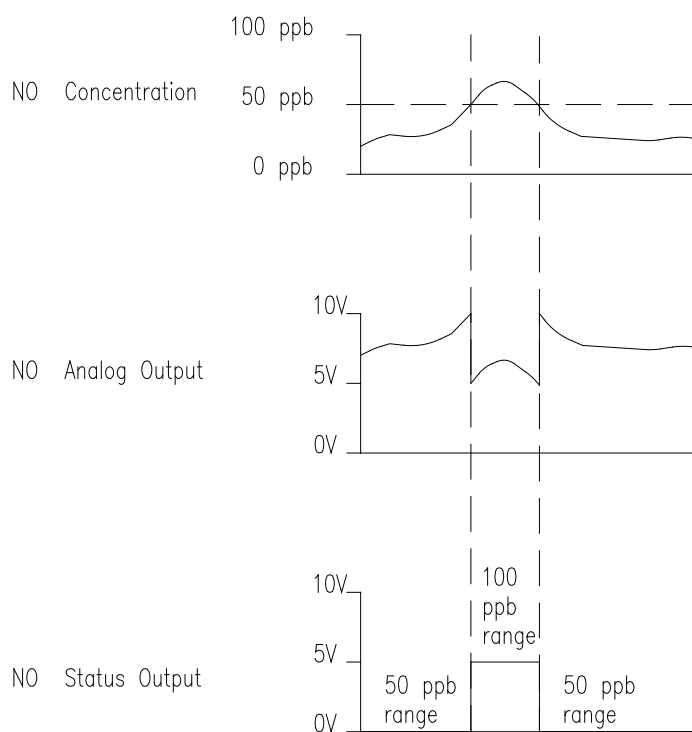 100 ppb
NO Concentration
50 ppb
0 ppb
10V
NO Analog Output
5V
0V
10V
100
ppb
range
5V
NO Status Output
50 ppb
range
50 ppb
range
0V